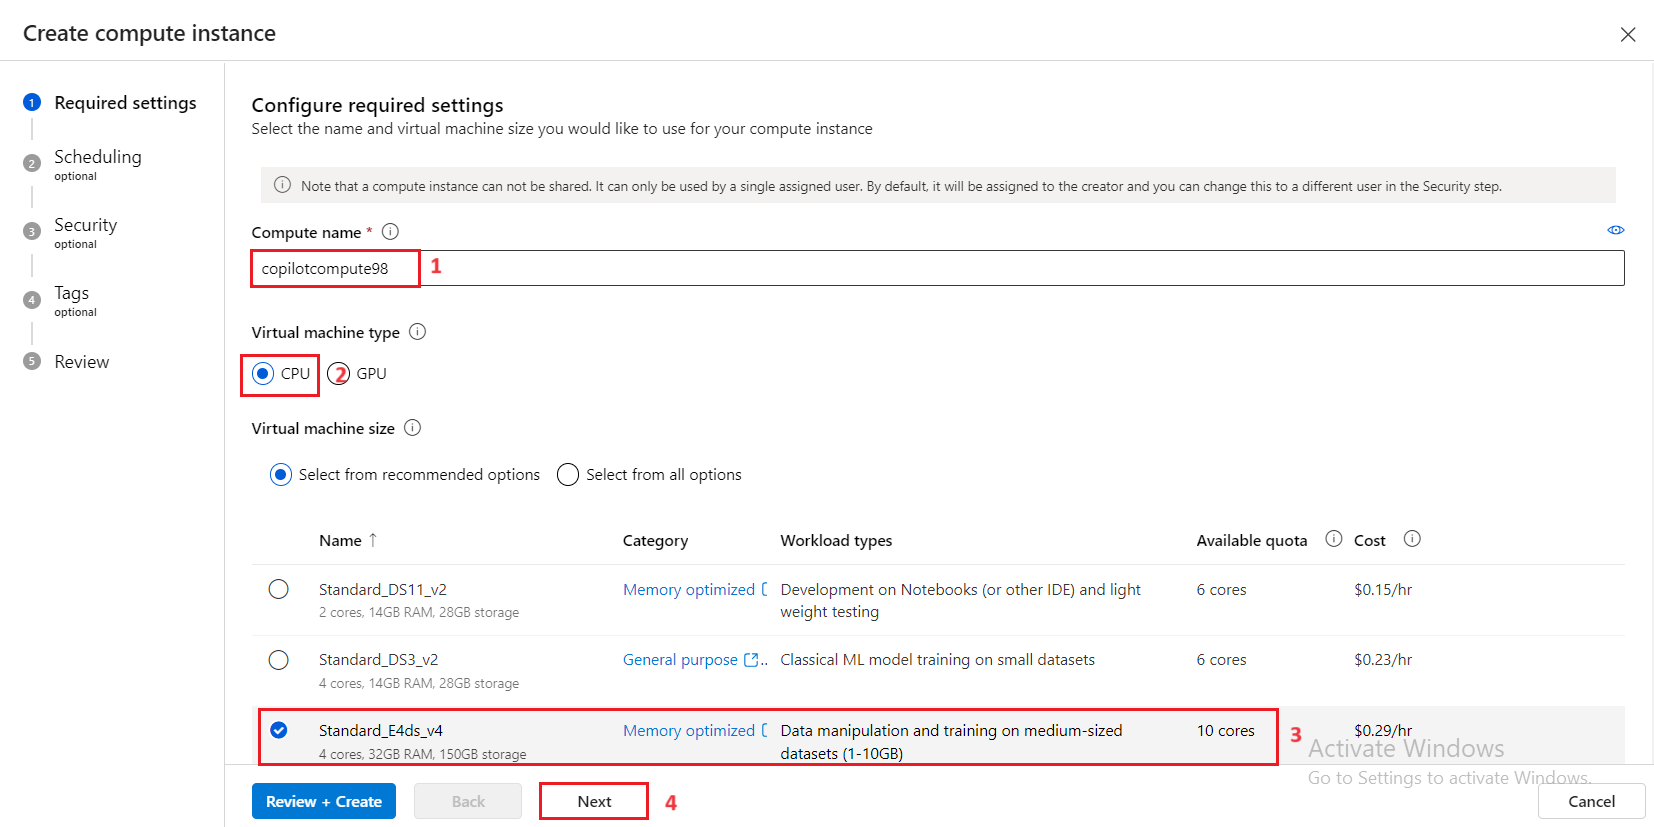 Create compute instance
1 Required settings
2 Scheduling
optional
3 Security
optional
4 Tags
optional
5 Review
Configure required settings
Select the name and virtual machine size you would like to use for your compute instance
Note that a compute instance can not be shared. It can only be used by a single assigned user. By default, it will be assigned to the creator and you can change this to a different user in the Security step.
Compute name *
copilotcompute98 1
Virtual machine type
CPU 2 GPU
Virtual machine size
Select from recommended options Select from all options
Name ↑ Category Workload types Available quota Cost
Standard_DS11_v2 Memory optimized Development on Notebooks (or other IDE) and light 6 cores $0.15/hr
2 cores, 14GB RAM, 28GB storage weight testing
Standard_DS3_v2 General purpose .. Classical ML model training on small datasets 6 cores $0.23/hr
4 cores, 14GB RAM, 28GB storage
Standard_E4ds_v4 Memory optimized Data manipulation and training on medium-sized 10 cores 3 $0.29/hr
4 cores, 32GB RAM, 150GB storage datasets (1-10GB)
Activate Windows
Go to Settings to activate Windows.
Review + Create Back Next 4 Cancel